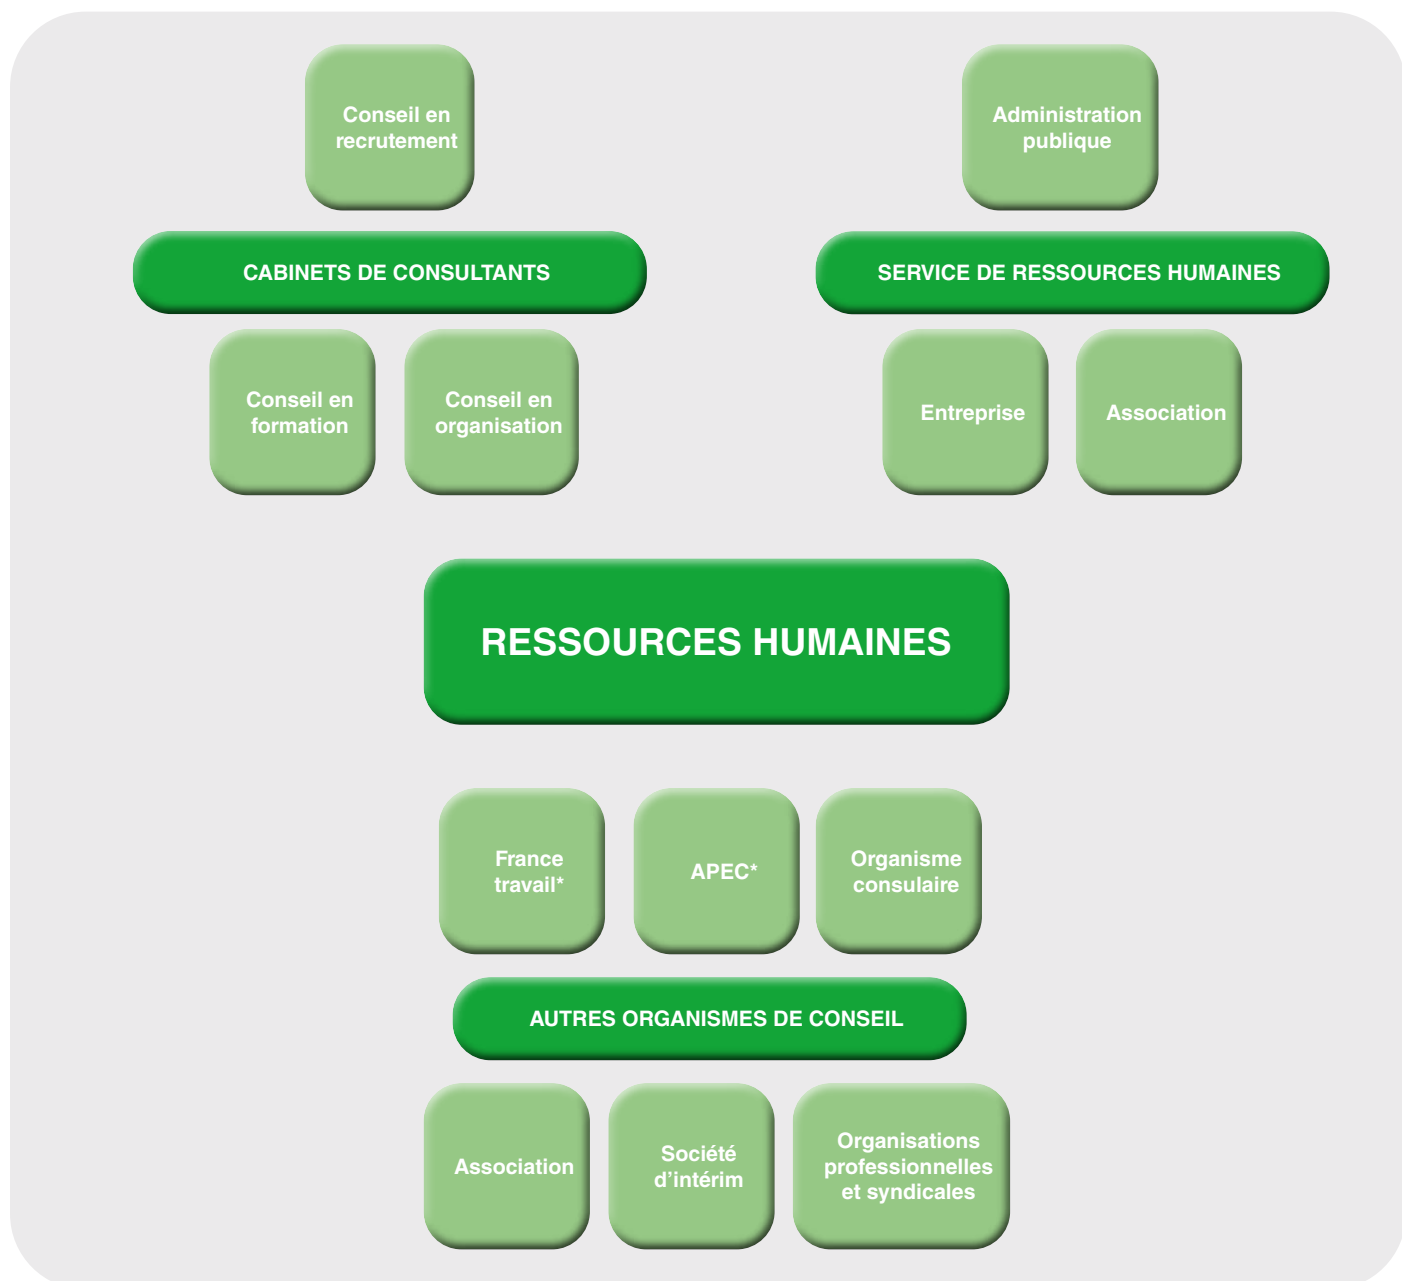 Conseil en
recrutement
Administration
publique
CABINETS DE CONSULTANTS
SERVICE DE RESSOURCES HUMAINES
Conseil en
formation
Conseil en
organisation
Entreprise
Association
RESSOURCES HUMAINES
France
travail*
APEC*
Organisme
consulaire
AUTRES ORGANISMES DE CONSEIL
Association
Société
d’intérim
Organisations
professionnelles
et syndicales